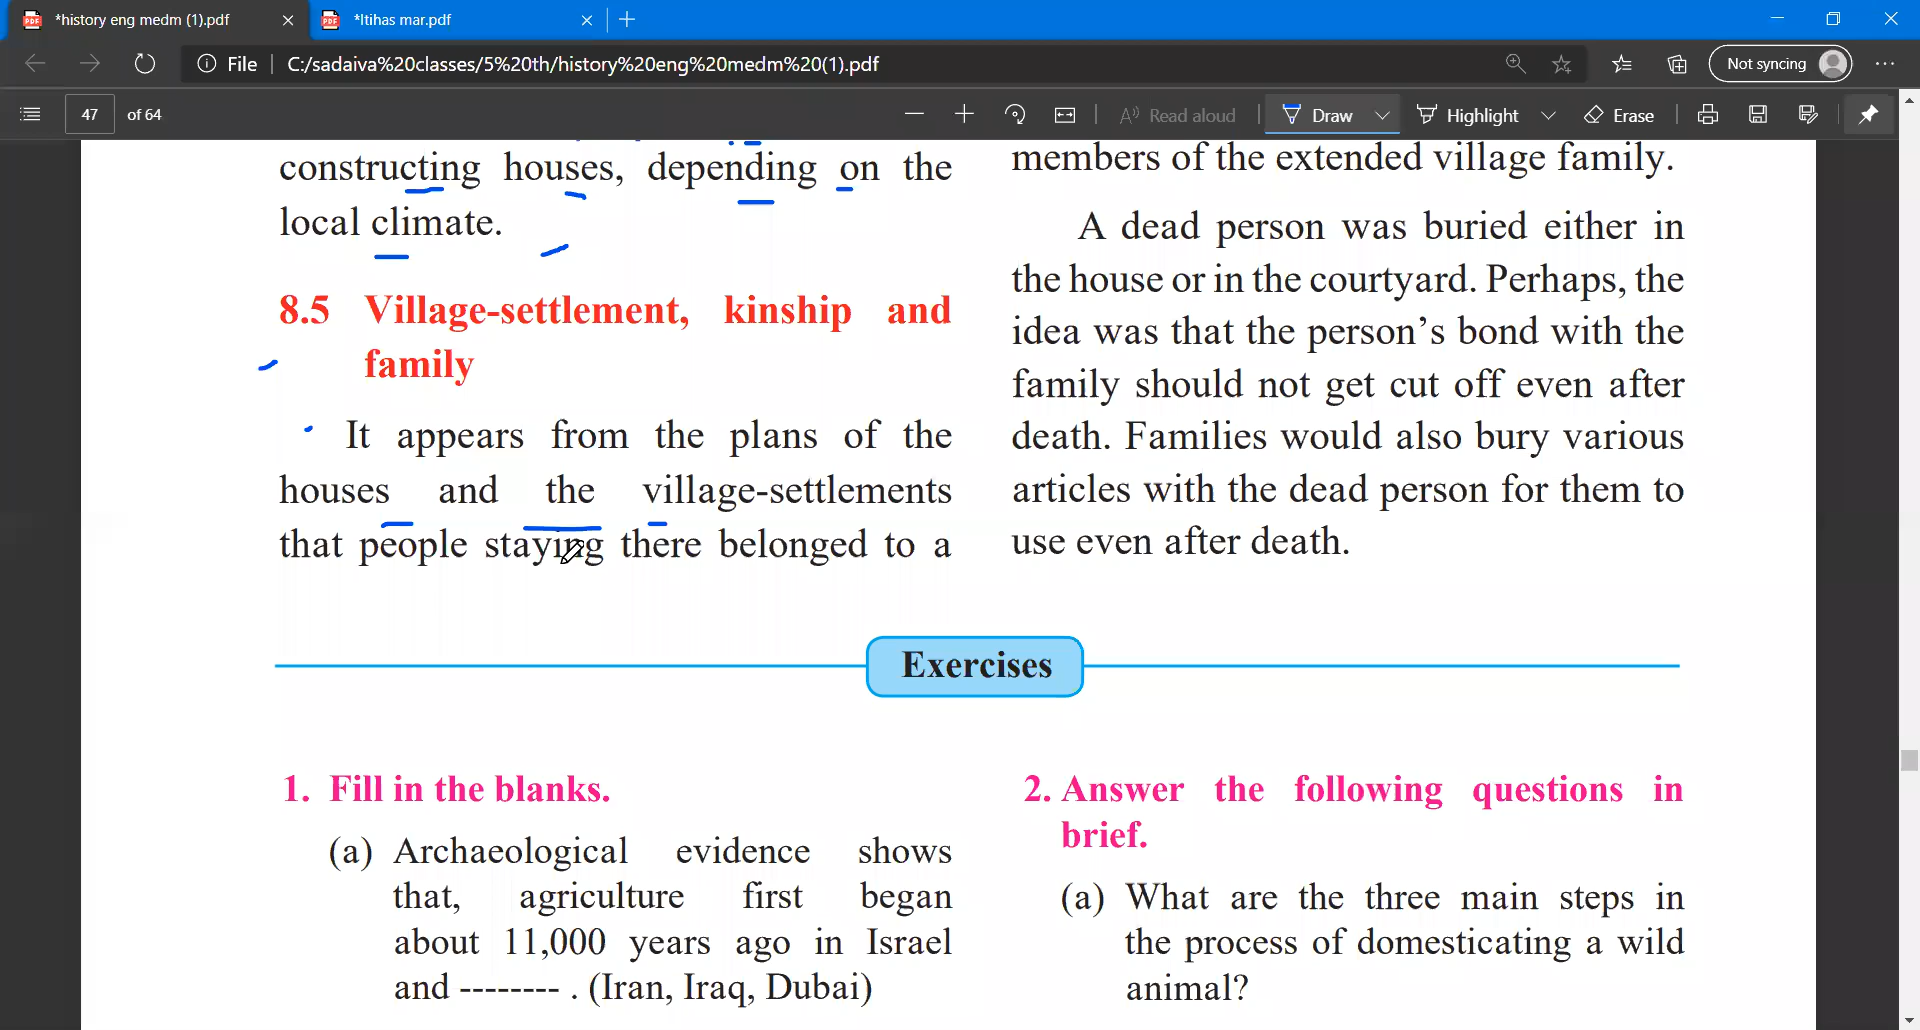 *history eng medm (1).pdf
*Itihas mar.pdf
File
C:/sadaiva%20classes/5%20th/history%20eng%20medm%20(1).pdf
Not syncing
47 of 64
Read aloud
Draw
Highlight
Erase
constructing houses, depending on the
local climate.
8.5 Village-settlement, kinship and
family
It appears from the plans of the
houses and the village-settlements
that people staying there belonged to a
members of the extended village family.
A dead person was buried either in
the house or in the courtyard. Perhaps, the
idea was that the person’s bond with the
family should not get cut off even after
death. Families would also bury various
articles with the dead person for them to
use even after death.
Exercises
1. Fill in the blanks.
(a) Archaeological evidence shows
that, agriculture first began
about 11,000 years ago in Israel
and -------- . (Iran, Iraq, Dubai)
2. Answer the following questions in
brief.
(a) What are the three main steps in
the process of domesticating a wild
animal?